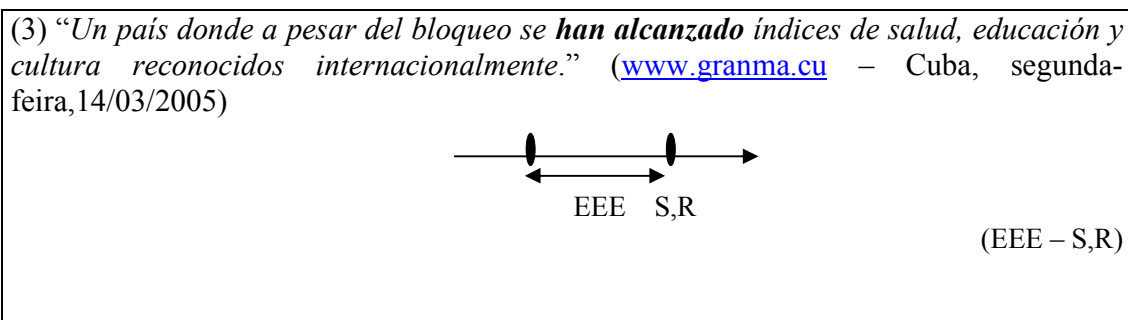 (3) “Un país donde a pesar del bloqueo se han alcanzado índices de salud, educación y
cultura reconocidos internacionalmente.” (www.granma.cu – Cuba, segunda-
feira,14/03/2005)
EEE S,R
(EEE – S,R)